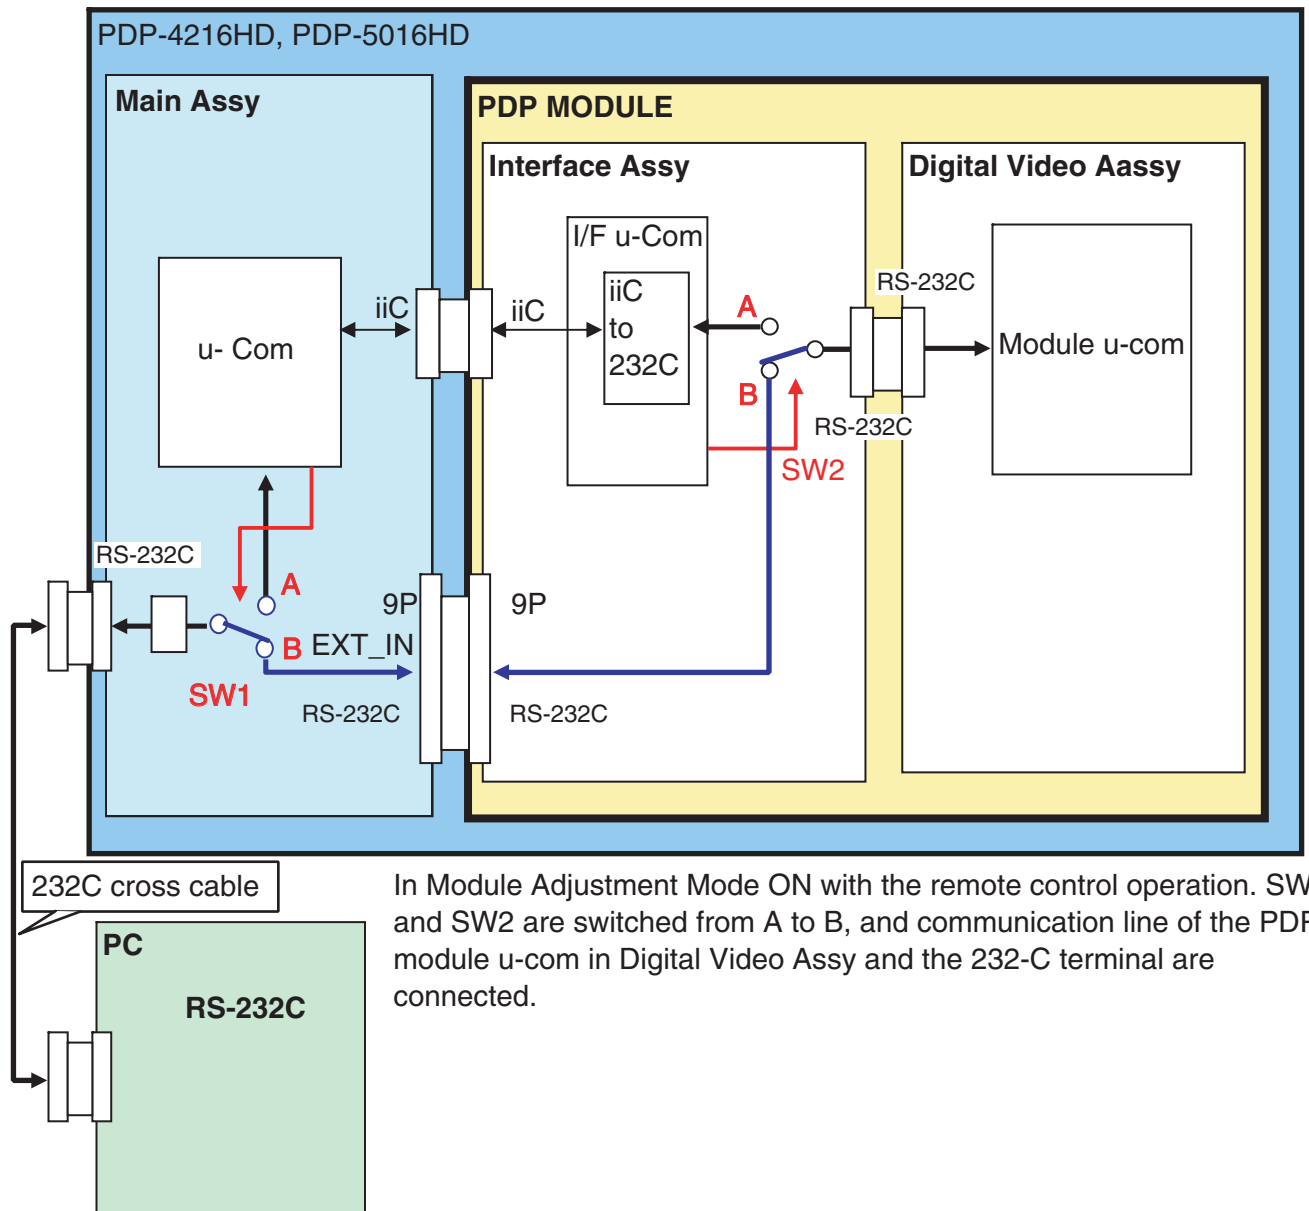 PDP-4216HD, PDP-5016HD
Main Assy
PDP MODULE
Interface Assy
Digital Video Aassy
I/F u-Com
iiC
to
232C
u- Com
iiC
iiC
A
B
SW2
RS-232C
RS-232C
Module u-com
RS-232C
A
B
SW1
9P
EXT_IN
RS-232C
9P
RS-232C
232C cross cable
PC
RS-232C
In Module Adjustment Mode ON with the remote control operation. SW
and SW2 are switched from A to B, and communication line of the PDP
module u-com in Digital Video Assy and the 232-C terminal are
connected.